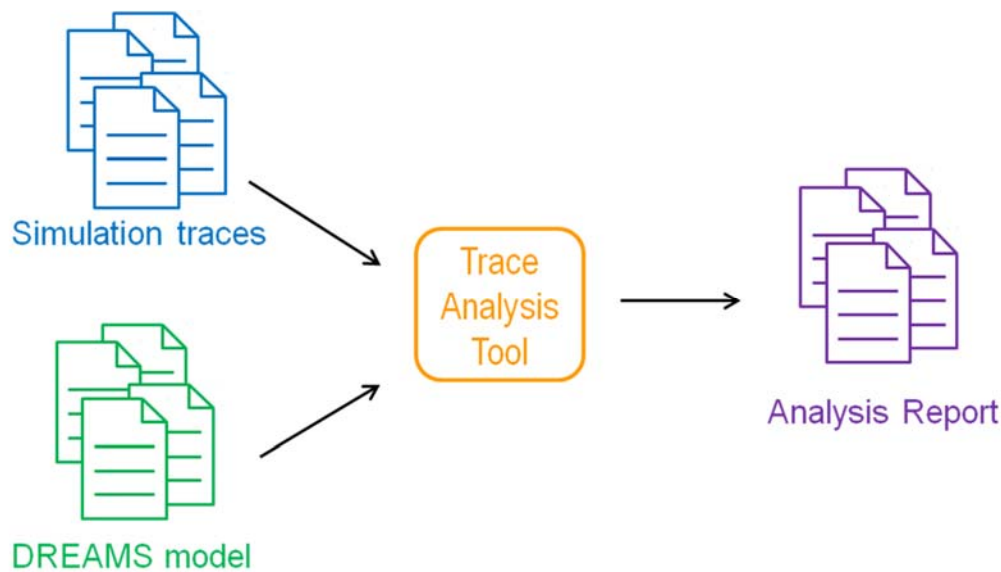 Simulation traces
Trace
Analysis
Tool
Analysis Report
DREAMS model